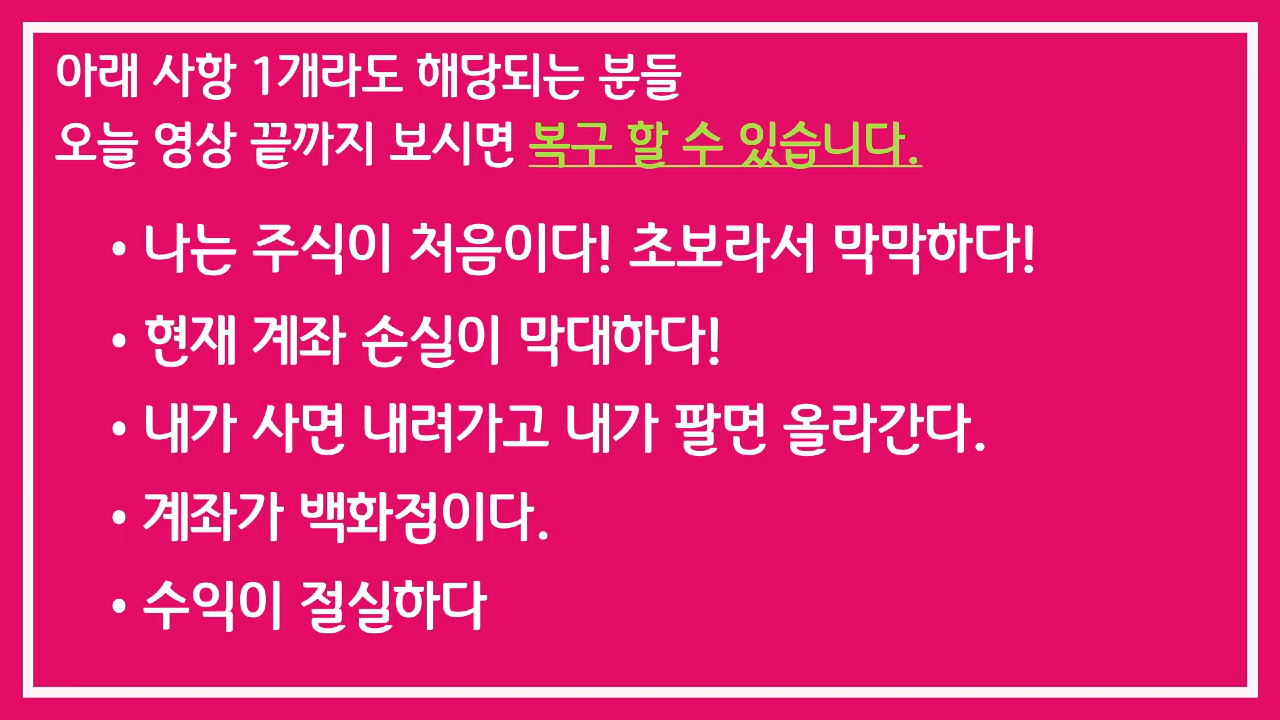 아래 사항 1개라도 해당되는 분들
오늘 영상 끝까지 보시면 복구 할 수 있습니다.
• 나는 주식이 처음이다! 초보라서 막막하다!
• 현재 계좌 손실이 막대하다!
• 내가 사면 내려가고 내가 팔면 올라간다.
• 계좌가 백화점이다.
• 수익이 절실하다